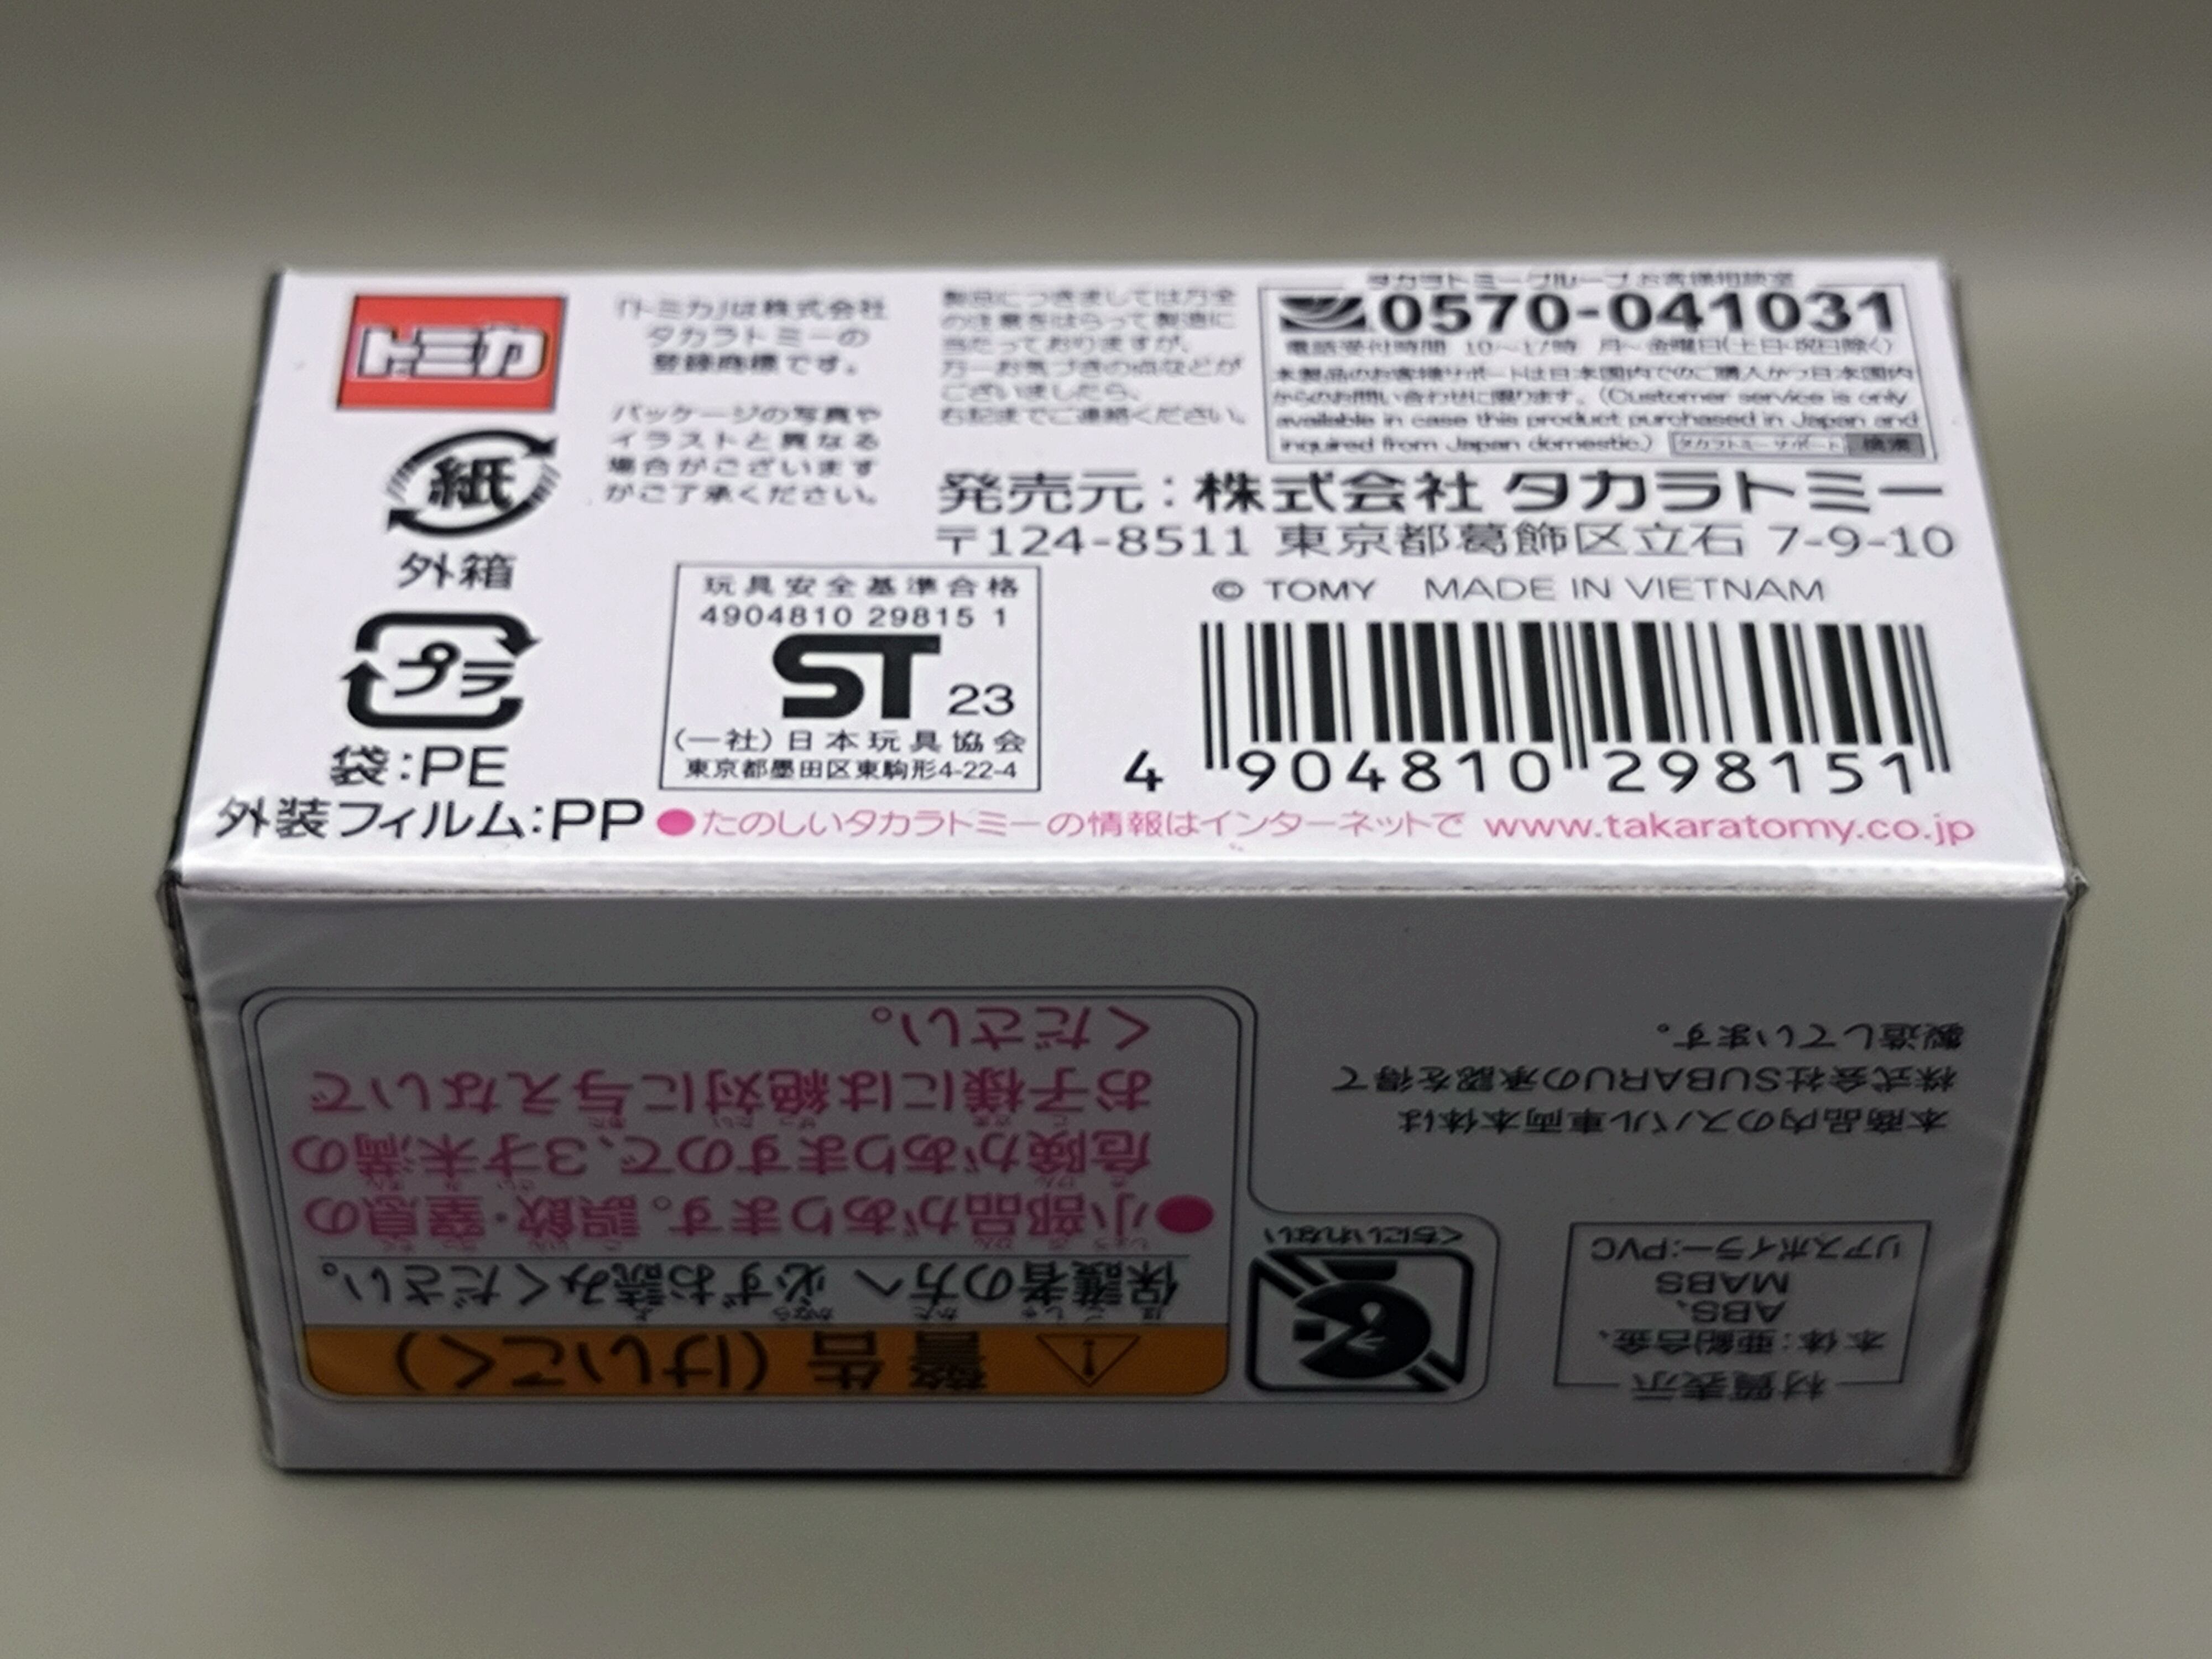 トミカ
「トミカ」は株式会社
タカラトミーの
登録商標です。
パッケージの写真や
イラストと異なる
場合がございます
がご了承ください。
製品につきましては万全
の注意をはらって製造に
当たっておりますが、
万一お気づきの点などが
ございましたら、
右記までご連絡ください。
タカラトミーグループ お客様相談室
0570-041031
電話受付時間 10〜17時 月〜金曜日(土日・祝日除く)
本製品のお客様サポートは日本国内でのご購入かつ日本国内
からのお問い合わせに限ります。(Customer service is only
available in case this product purchased in Japan and
inquired from Japan domestic.) タカラトミーサポート 検索
発売元:株式会社 タカラトミー
〒124-8511 東京都葛飾区立石 7-9-10
© TOMY MADE IN VIETNAM
紙
外箱
プラ
袋:PE
外装フィルム:PP
玩具安全基準合格
4904810 29815 1
ST 23
(一社)日本玩具協会
東京都墨田区東駒形4-22-4
4 904810 298151
●たのしいタカラトミーの情報はインターネットで www.takaratomy.co.jp
材質表示
本体:亜鉛合金、
ABS、
MABS
リアスポイラー:PVC
本商品内のスバル車両本体は
株式会社SUBARUの承認を得て
製造しています。
くちにいれない
警告(けいこく)
保護者の方へ 必ずお読みください。
●小部品があります。誤飲・窒息の
危険がありますので、3才未満の
お子様には絶対に与えないで
ください。